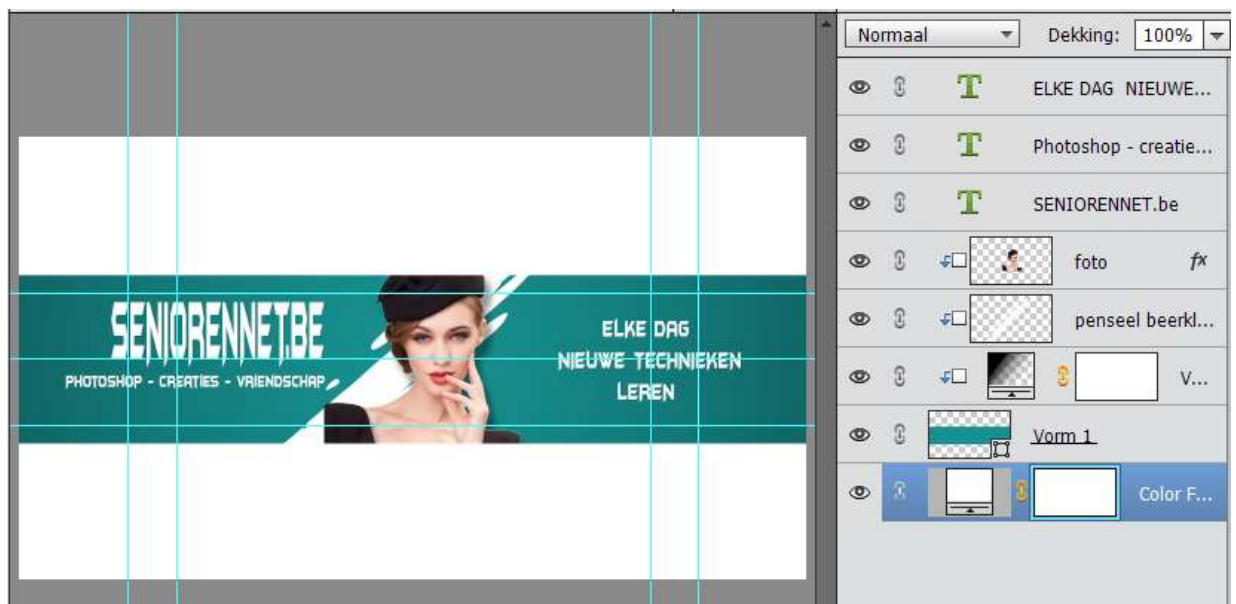 Normaal Dekking: 100%
T ELKE DAG NIEUWE...
T Photoshop - creatie...
T SENIORENNET.be
foto fx
penseel beerkl...
V...
Vorm 1
Color F...
SENIORENNET.BE
PHOTOSHOP - CREATIES - VRIENDSCHAP
ELKE DAG
NIEUWE TECHNIEKEN
LEREN